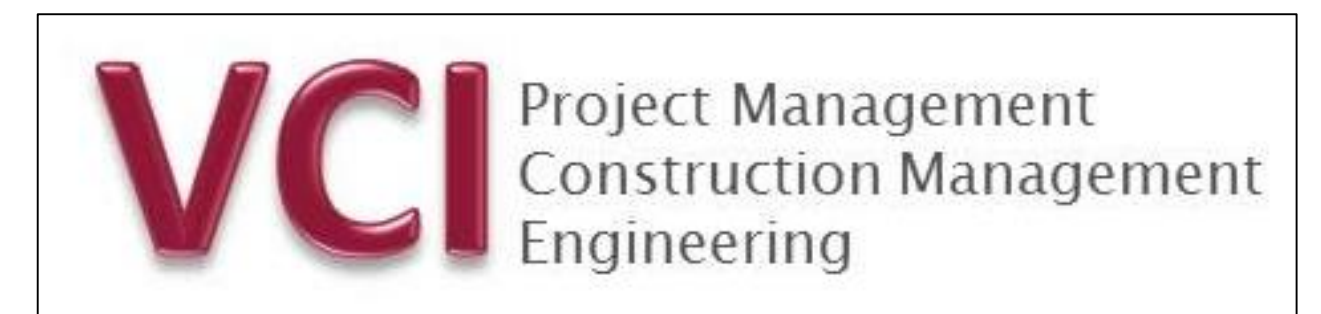 VCI
Project Management
Construction Management
Engineering